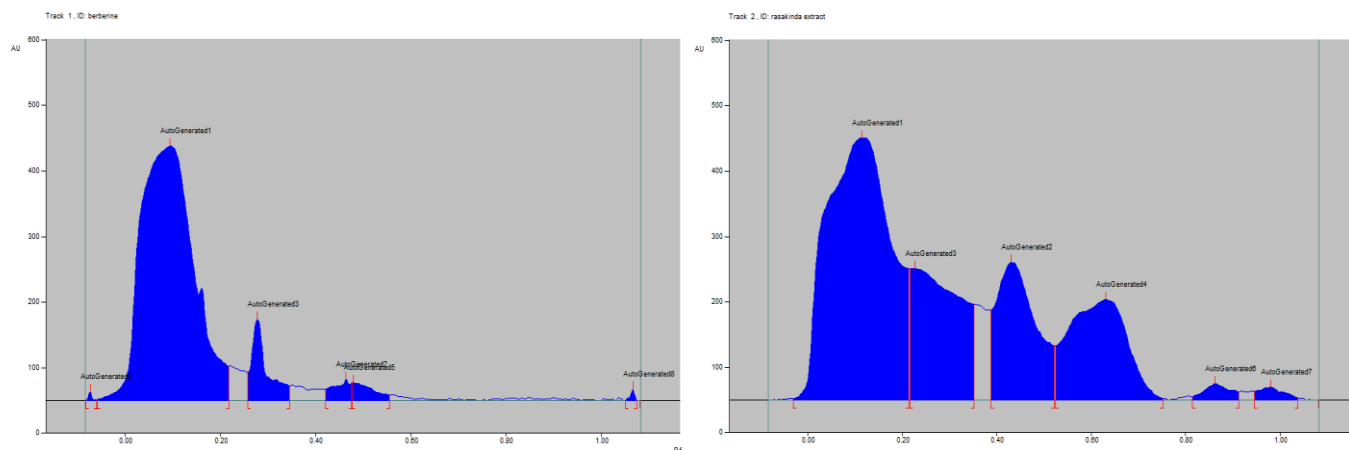 Track 1 , ID: berberine
AU
600
500
400
300
200
100
0
AutoGenerated1
AutoGenerated3
AutoGenerated2
AutoGenerated5
AutoGenerated8
0.00 0.20 0.40 0.60 0.80 1.00
Track 2 , ID: rasakinda extract
AU
600
500
400
300
200
100
0
AutoGenerated1
AutoGenerated3
AutoGenerated2
AutoGenerated4
AutoGenerated6
AutoGenerated7
0.00 0.20 0.40 0.60 0.80 1.00